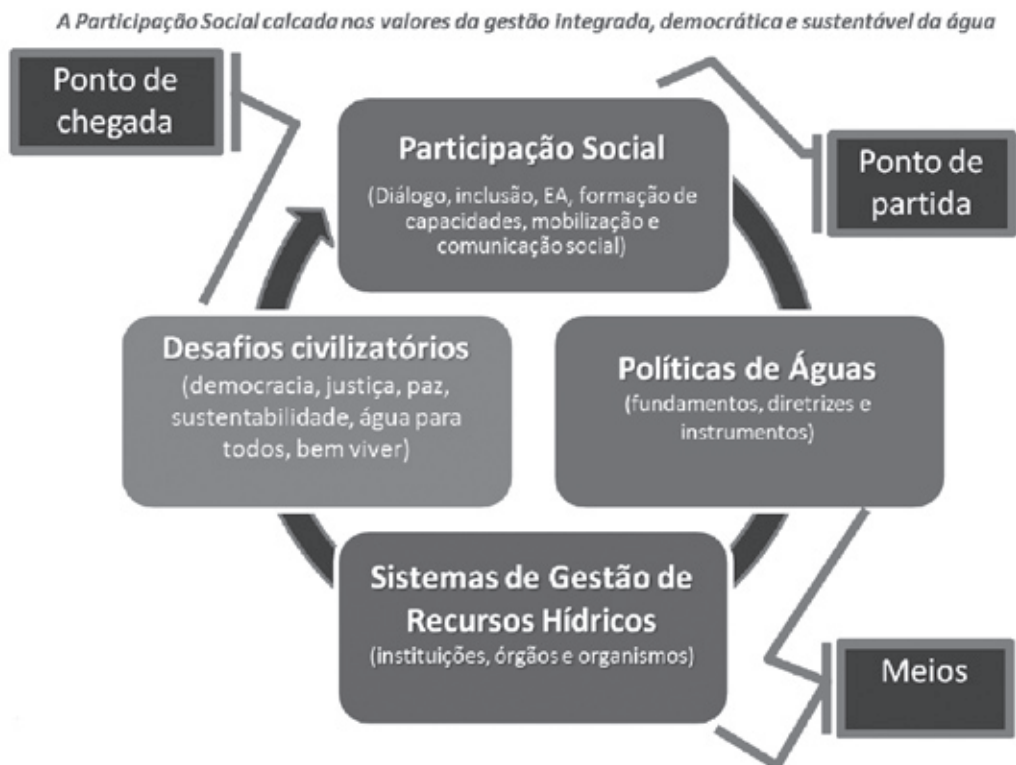 A Participação Social calcada nos valores da gestão integrada, democrática e sustentável da água
Ponto de
chegada
Participação Social
(Diálogo, inclusão, EA, formação de
capacidades, mobilização e
comunicação social)
Ponto de
partida
Desafios civilizatórios
(democracia, justiça, paz,
sustentabilidade, água para
todos, bem viver)
Políticas de Águas
(fundamentos, diretrizes e
instrumentos)
Sistemas de Gestão de
Recursos Hídricos
(instituições, órgãos e organismos)
Meios